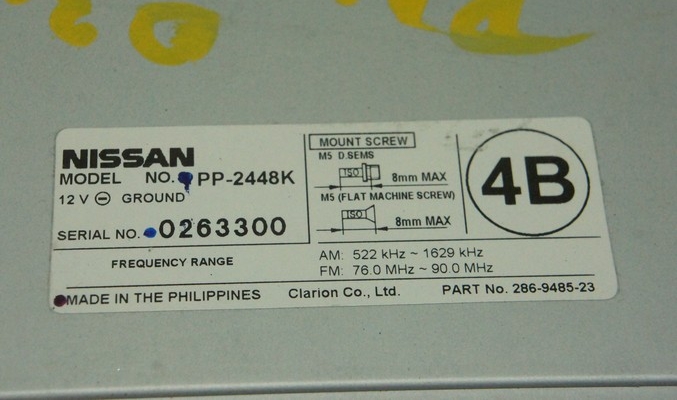 NISSAN
MODEL NO. PP-2448K
12 V ⊖ GROUND
SERIAL NO. 0263300
MOUNT SCREW
M5 D.SEMS
ISO
8mm MAX
M5 (FLAT MACHINE SCREW)
ISO
8mm MAX
4B
FREQUENCY RANGE
AM: 522 kHz ~ 1629 kHz
FM: 76.0 MHz ~ 90.0 MHz
MADE IN THE PHILIPPINES Clarion Co., Ltd. PART No. 286-9485-23